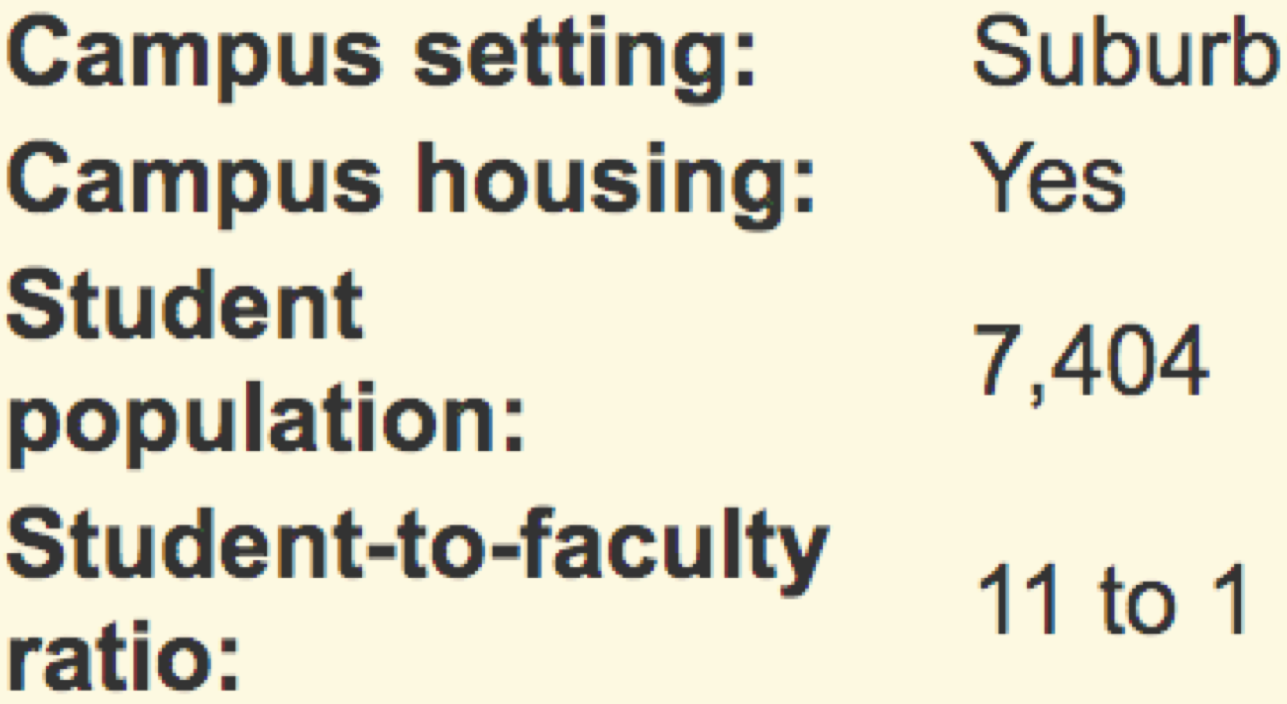 Campus setting: Suburb
Campus housing: Yes
Student
population: 7,404
Student-to-faculty
ratio: 11 to 1